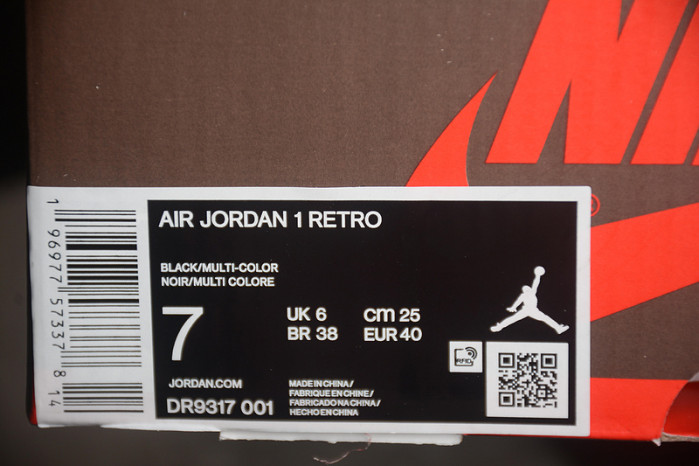 NIK
AIR JORDAN 1 RETRO
BLACK/MULTI-COLOR
NOIR/MULTI COLORE
7
UK 6 cm 25
BR 38 EUR 40
JORDAN.COM
DR9317 001
MADE IN CHINA/
FABRIQUE EN CHINE/
FABRICADO NA CHINA/
HECHO EN CHINA
RFID
1 96977 57337 8 14
®